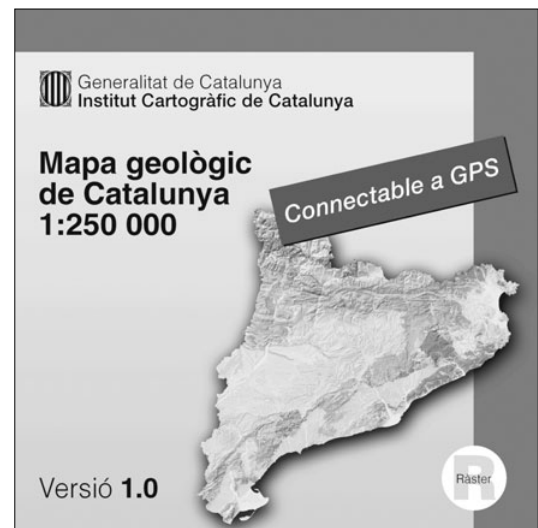 Generalitat de Catalunya
Institut Cartogràfic de Catalunya
Mapa geològic
de Catalunya
1:250 000
Connectable a GPS
Versió 1.0
R
Ràster